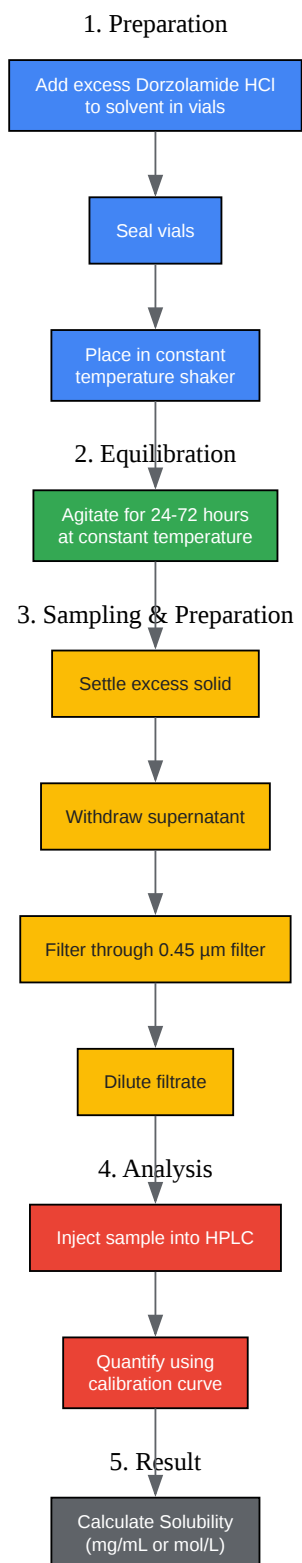 1. Preparation
Add excess Dorzolamide HCl
to solvent in vials
Seal vials
Place in constant
temperature shaker
2. Equilibration
Agitate for 24-72 hours
at constant temperature
3. Sampling & Preparation
Settle excess solid
Withdraw supernatant
Filter through 0.45 µm filter
Dilute filtrate
4. Analysis
Inject sample into HPLC
Quantify using
calibration curve
5. Result
Calculate Solubility
(mg/mL or mol/L)